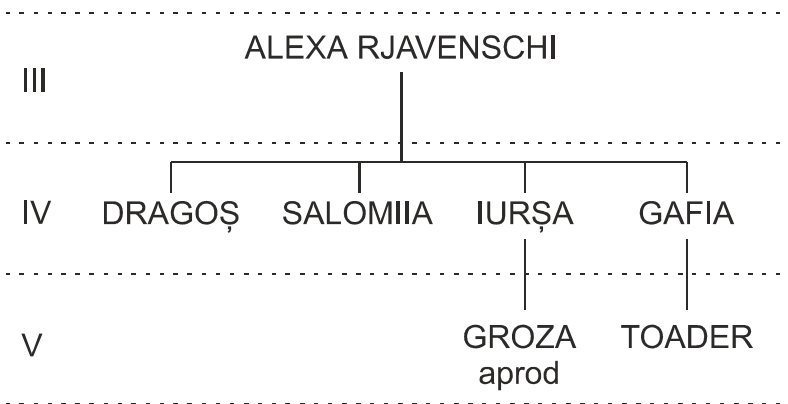 III
ALEXA RJAVENSCHI
IV DRAGOȘ SALOMIIA IURȘA GAFIA
V
GROZA TOADER
aprod